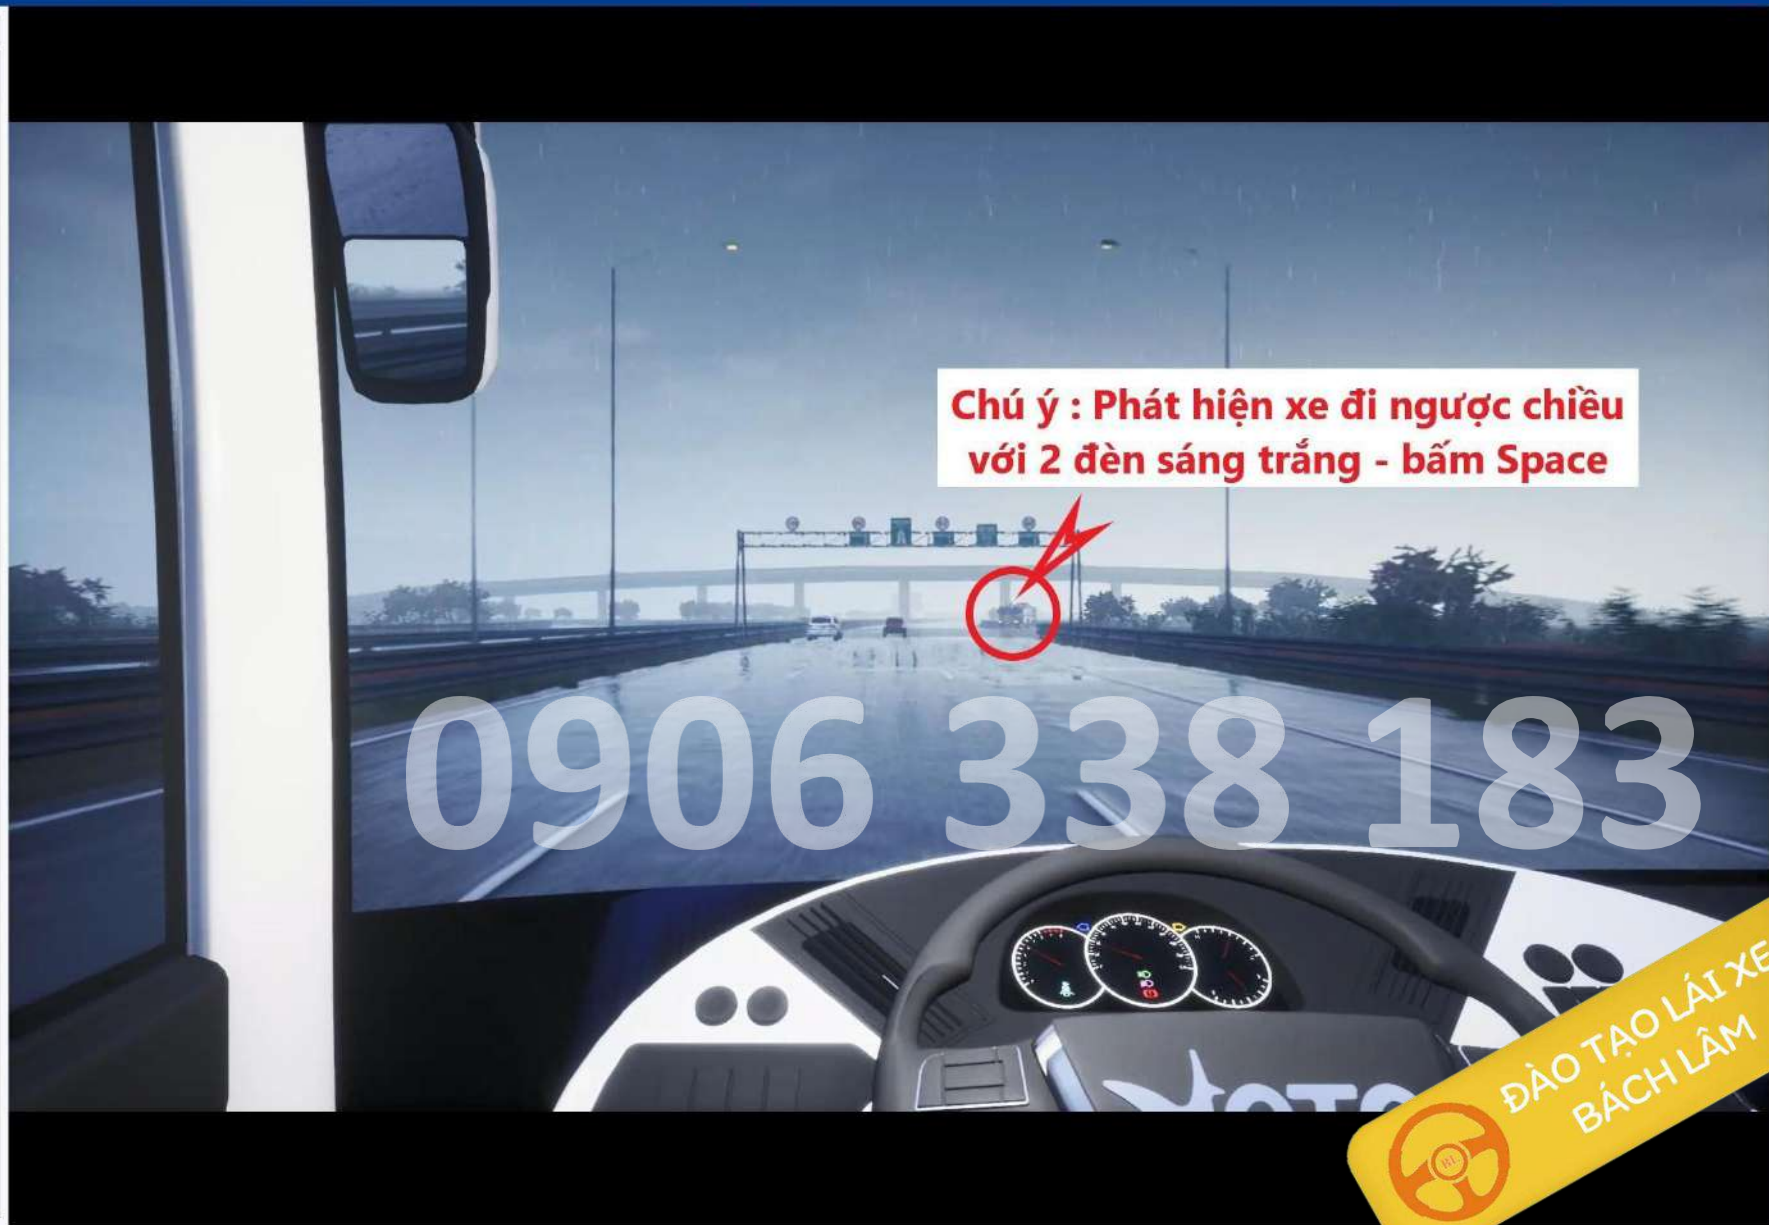 Chú ý : Phát hiện xe đi ngược chiều
với 2 đèn sáng trắng - bấm Space
0906 338 183
ĐÀO TẠO LÁI XE
BÁCH LÂM
BL